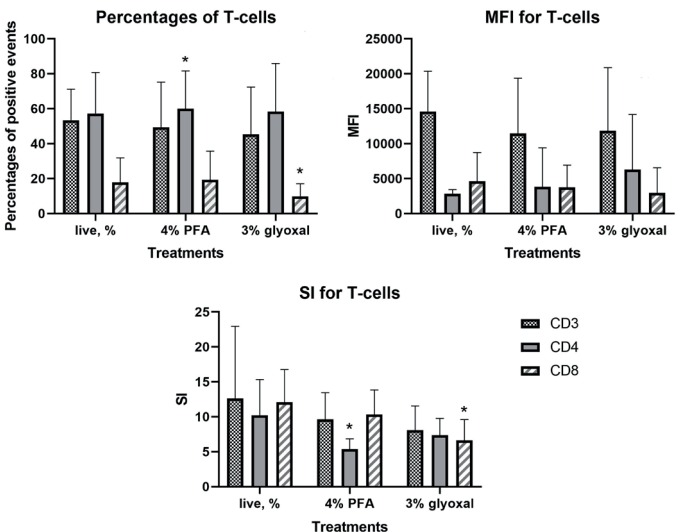 Percentages of T-cells
Percentages of positive events
100
80
60
40
20
0
*
*
live, %
4% PFA
3% glyoxal
Treatments
MFI for T-cells
MFI
25000
20000
15000
10000
5000
0
live, %
4% PFA
3% glyoxal
Treatments
SI for T-cells
SI
25
20
15
10
5
0
*
*
live, %
4% PFA
3% glyoxal
Treatments
CD3
CD4
CD8